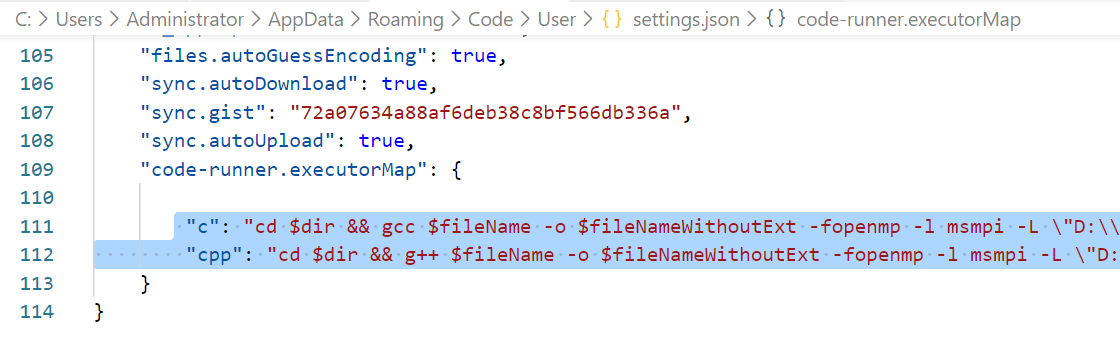 C: > Users > Administrator > AppData > Roaming > Code > User > {} settings.json > {} code-runner.executorMap
105 "files.autoGuessEncoding": true,
106 "sync.autoDownload": true,
107 "sync.gist": "72a07634a88af6deb38c8bf566db336a",
108 "sync.autoUpload": true,
109 "code-runner.executorMap": {
110
111 "c": "cd $dir && gcc $fileName -o $fileNameWithoutExt -fopenmp -l msmpi -L \"D:\\
112 "cpp": "cd $dir && g++ $fileName -o $fileNameWithoutExt -fopenmp -l msmpi -L \"D:
113 }
114 }